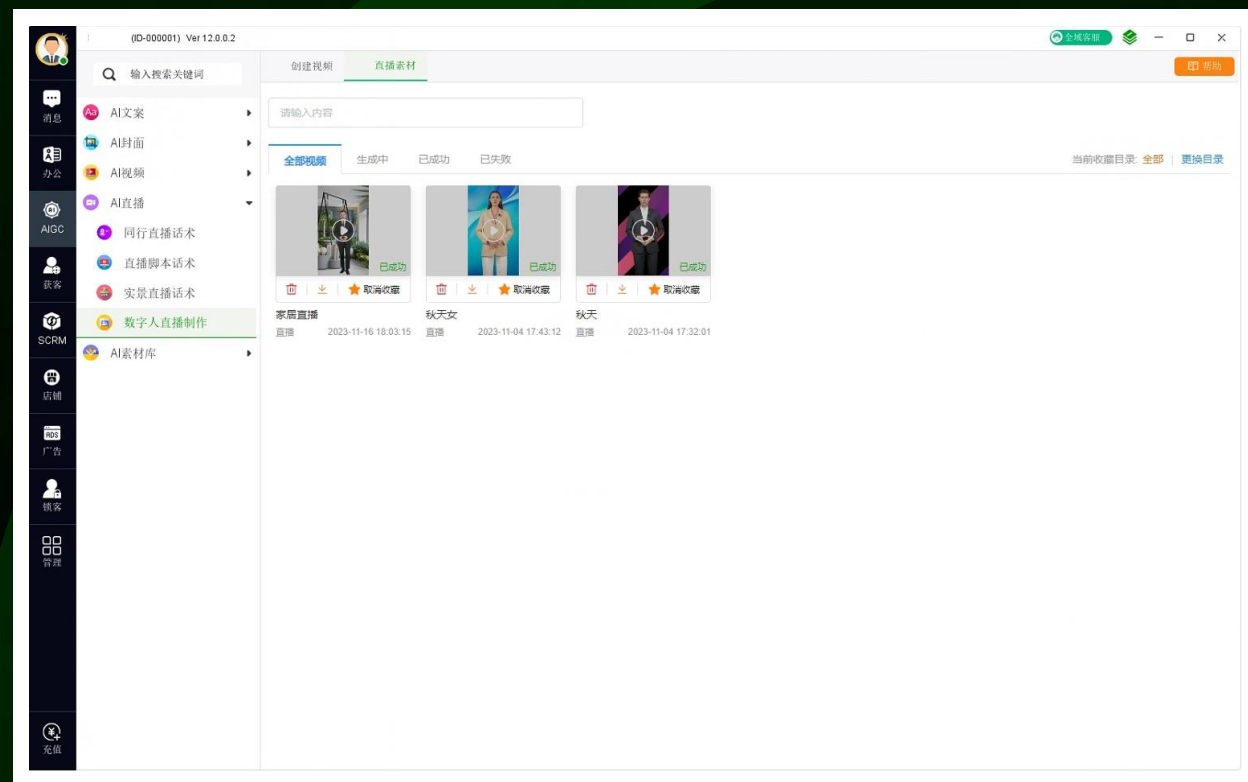 (ID-000001) Ver 12.0.0.2
全域客服
输入搜索关键词
创建视频
直播素材
帮助
消息
办公
AIGC
获客
SCRM
店铺
ADS
广告
锁客
管理
充值
Aa AI文案
AI封面
AI视频
AI直播
同行直播话术
直播脚本话术
实景直播话术
数字人直播制作
AI素材库
请输入内容
全部视频 生成中 已成功 已失败
当前收藏目录: 全部 | 更换目录
已成功 已成功 已成功
取消收藏 取消收藏 取消收藏
家居直播 秋天女 秋天
直播 2023-11-16 18:03:15 直播 2023-11-04 17:43:12 直播 2023-11-04 17:32:01